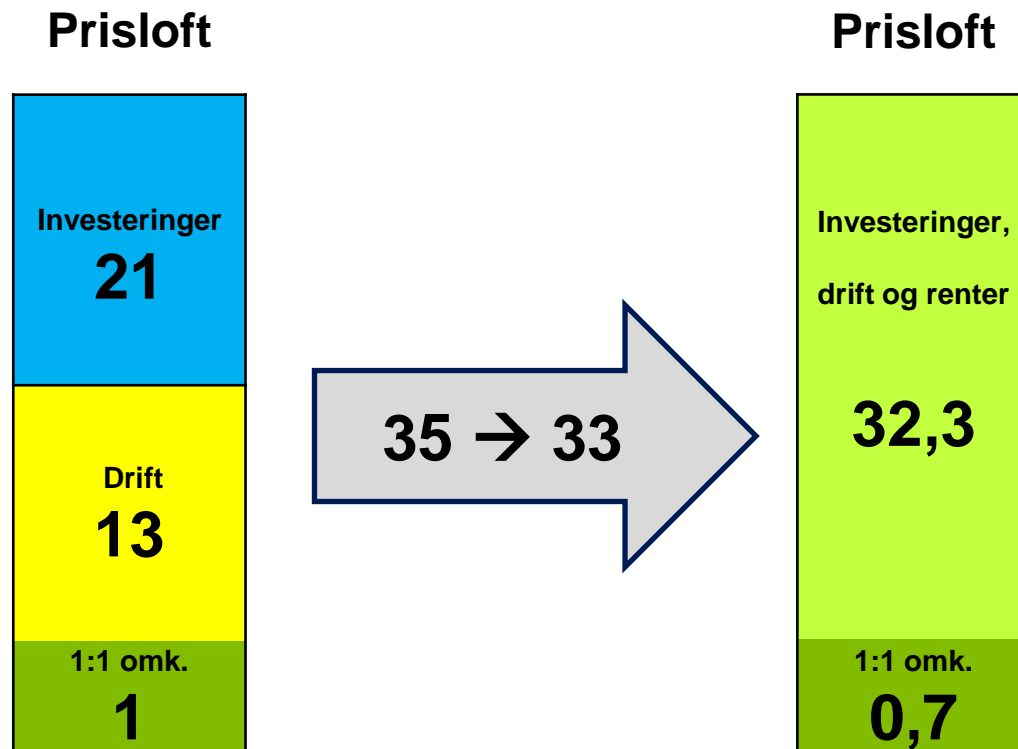 Prisloft
Investeringer
21
Drift
13
1:1 omk.
1
35 → 33
Prisloft
Investeringer,
drift og renter
32,3
1:1 omk.
0,7